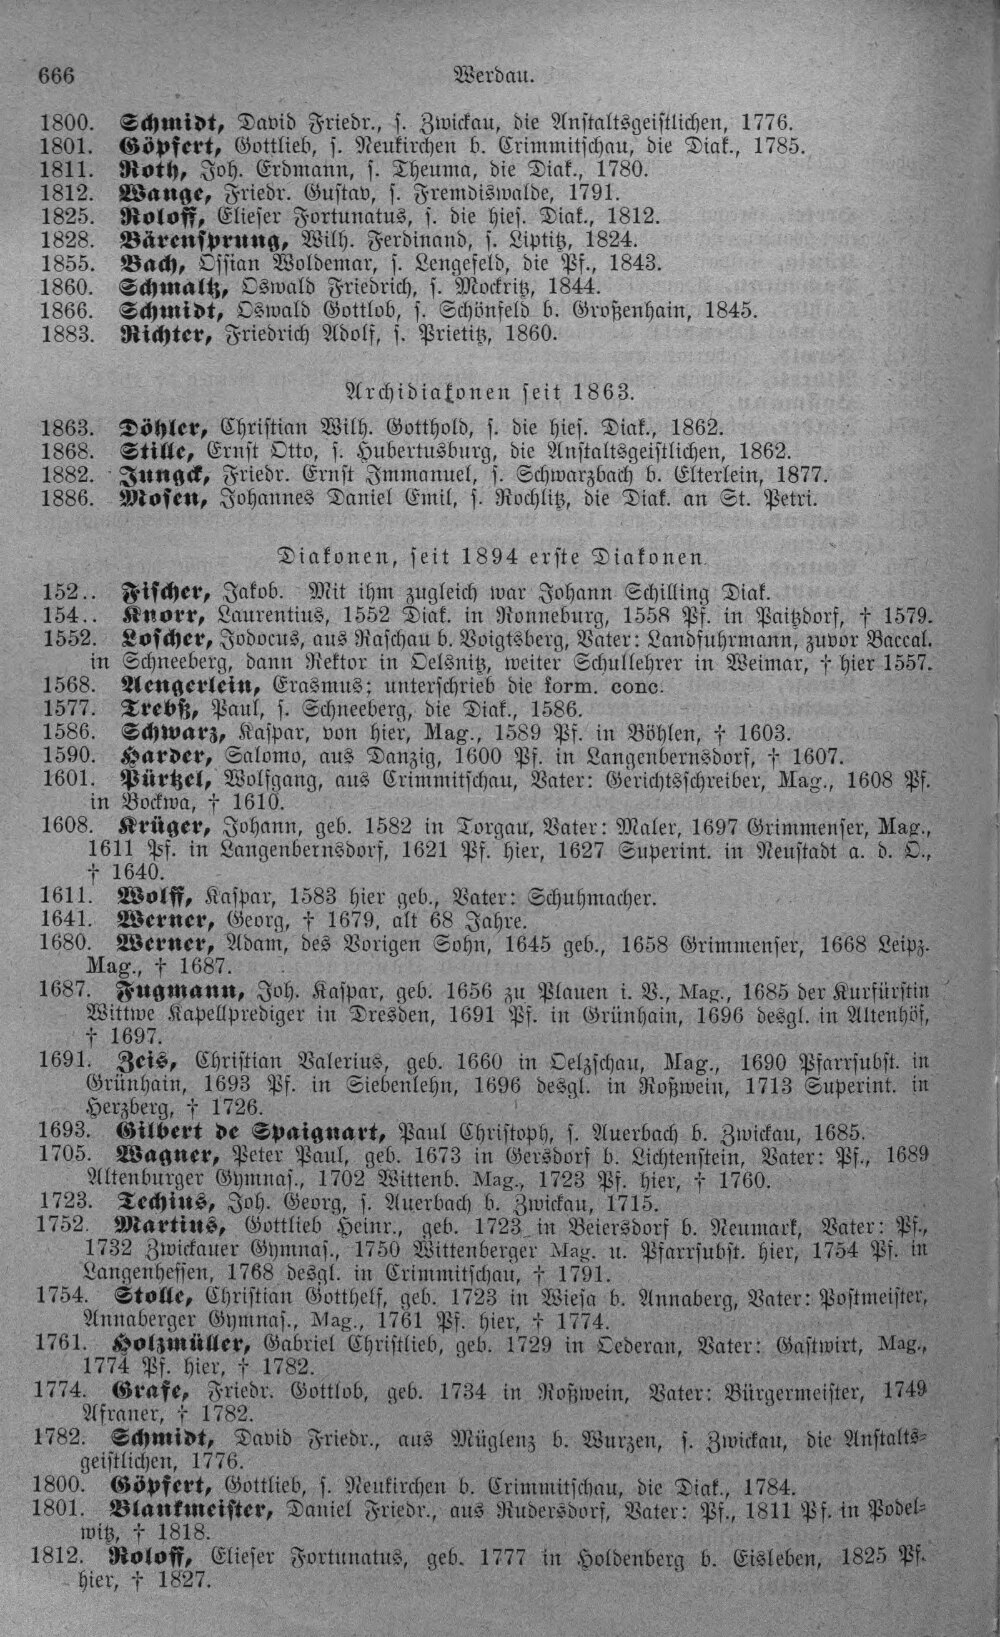 666 Werdau.
1800. Schmidt, David Friedr., s. Zwickau, die Anstaltsgeistlichen, 1776.
1801. Göpfert, Gottlieb, s. Neukirchen b. Crimmitschau, die Diak., 1785.
1811. Roth, Joh. Erdmann, s. Theuma, die Diak., 1780.
1812. Wange, Friedr. Gustav, s. Fremdiswalde, 1791.
1825. Roloff, Elieser Fortunatus, s. die hies. Diak., 1812.
1828. Bärensprung, Wilh. Ferdinand, s. Liptitz, 1824.
1855. Bach, Ossian Woldemar, s. Lengefeld, die Pf., 1843.
1860. Schmaltz, Oswald Friedrich, s. Mockritz, 1844.
1866. Schmidt, Oswald Gottlob, s. Schönfeld b. Großenhain, 1845.
1883. Richter, Friedrich Adolf, s. Prietitz, 1860.
Archidiakonen seit 1863.
1863. Döhler, Christian Wilh. Gotthold, s. die hies. Diak., 1862.
1868. Stille, Ernst Otto, s. Hubertusburg, die Anstaltsgeistlichen, 1862.
1882. Jungck, Friedr. Ernst Immanuel, s. Schwarzbach b. Elterlein, 1877.
1886. Mosen, Johannes Daniel Emil, s. Rochlitz, die Diak. an St. Petri.
Diakonen, seit 1894 erste Diakonen.
152.. Fischer, Jakob. Mit ihm zugleich war Johann Schilling Diak.
154.. Knorr, Laurentius, 1552 Diak. in Ronneburg, 1558 Pf. in Paitzdorf, † 1579.
1552. Loscher, Jodocus, aus Raschau b. Voigtsberg, Vater: Landfuhrmann, zuvor Baccal.
in Schneeberg, dann Rektor in Oelsnitz, weiter Schullehrer in Weimar, † hier 1557.
1568. Aengerlein, Erasmus; unterschrieb die form. conc.
1577. Trebß, Paul, s. Schneeberg, die Diak., 1586.
1586. Schwarz, Kaspar, von hier, Mag., 1589 Pf. in Böhlen, † 1603.
1590. Harder, Salomo, aus Danzig, 1600 Pf. in Langenbernsdorf, † 1607.
1601. Pürtzel, Wolfgang, aus Crimmitschau, Vater: Gerichtsschreiber, Mag., 1608 Pf.
in Bockwa, † 1610.
1608. Krüger, Johann, geb. 1582 in Torgau, Vater: Maler, 1697 Grimmenser, Mag.,
1611 Pf. in Langenbernsdorf, 1621 Pf. hier, 1627 Superint. in Neustadt a. d. O.,
† 1640.
1611. Wolff, Kaspar, 1583 hier geb., Vater: Schuhmacher.
1641. Werner, Georg, † 1679, alt 68 Jahre.
1680. Werner, Adam, des Vorigen Sohn, 1645 geb., 1658 Grimmenser, 1668 Leipz.
Mag., † 1687.
1687. Fugmann, Joh. Kaspar, geb. 1656 zu Plauen i. V., Mag., 1685 der Kurfürstin
Wittwe Kapellprediger in Dresden, 1691 Pf. in Grünhain, 1696 desgl. in Altenhof,
† 1697.
1691. Zeis, Christian Valerius, geb. 1660 in Oelzschau, Mag., 1690 Pfarrsubst. in
Grünhain, 1693 Pf. in Siebenlehn, 1696 desgl. in Roßwein, 1713 Superint. in
Herzberg, † 1726.
1693. Gilbert de Spaignart, Paul Christoph, s. Auerbach b. Zwickau, 1685.
1705. Wagner, Peter Paul, geb. 1673 in Gersdorf b. Lichtenstein, Vater: Pf., 1689
Altenburger Gymnas., 1702 Wittenb. Mag., 1723 Pf. hier, † 1760.
1723. Techius, Joh. Georg, s. Auerbach b. Zwickau, 1715.
1752. Martius, Gottlieb Heinr., geb. 1723 in Beiersdorf b. Neumark, Vater: Pf.,
1732 Zwickauer Gymnas., 1750 Wittenberger Mag. u. Pfarrsubst. hier, 1754 Pf. in
Langenhessen, 1768 desgl. in Crimmitschau, † 1791.
1754. Stolle, Christian Gotthelf, geb. 1723 in Wiesa b. Annaberg, Vater: Postmeister,
Annaberger Gymnas., Mag., 1761 Pf. hier, † 1774.
1761. Holzmüller, Gabriel Christlieb, geb. 1729 in Oederan, Vater: Gastwirt, Mag.,
1774 Pf. hier, † 1782.
1774. Grafe, Friedr. Gottlob, geb. 1734 in Roßwein, Vater: Bürgermeister, 1749
Afraner, † 1782.
1782. Schmidt, David Friedr., aus Müglenz b. Wurzen, s. Zwickau, die Anstalts-
geistlichen, 1776.
1800. Göpfert, Gottlieb, s. Neukirchen b. Crimmitschau, die Diak., 1784.
1801. Blankmeister, Daniel Friedr., aus Rudersdorf, Vater: Pf., 1811 Pf. in Podel-
witz, † 1818.
1812. Roloff, Elieser Fortunatus, geb. 1777 in Holdenberg b. Eisleben, 1825 Pf.
hier, † 1827.